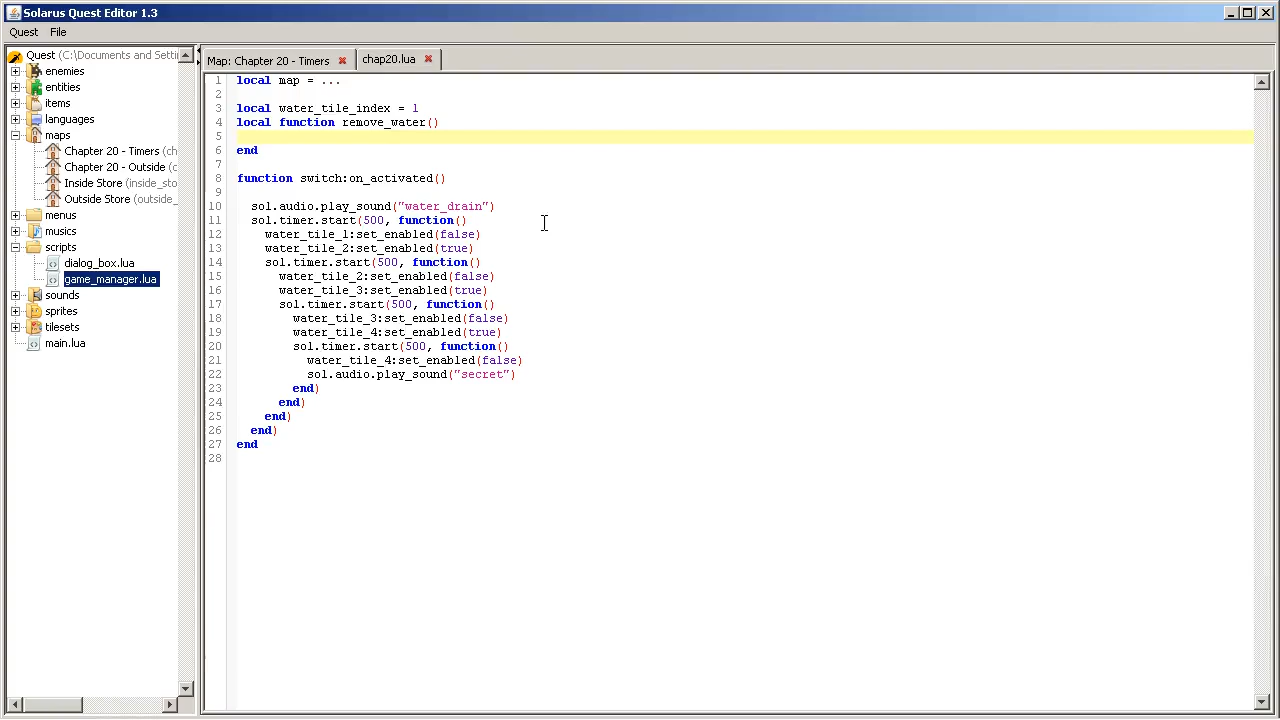 Solarus Quest Editor 1.3
Quest File
Quest (C:\Documents and Setti
enemies
entities
items
languages
maps
Chapter 20 - Timers (ch
Chapter 20 - Outside (c
Inside Store (inside_sto
Outside Store (outside_
menus
musics
scripts
dialog_box.lua
game_manager.lua
sounds
sprites
tilesets
main.lua
Map: Chapter 20 - Timers
chap20.lua
1 local map = ...
2
3 local water_tile_index = 1
4 local function remove_water()
5
6 end
7
8 function switch:on_activated()
9
10 sol.audio.play_sound("water_drain")
11 sol.timer.start(500, function()
12 water_tile_1:set_enabled(false)
13 water_tile_2:set_enabled(true)
14 sol.timer.start(500, function()
15 water_tile_2:set_enabled(false)
16 water_tile_3:set_enabled(true)
17 sol.timer.start(500, function()
18 water_tile_3:set_enabled(false)
19 water_tile_4:set_enabled(true)
20 sol.timer.start(500, function()
21 water_tile_4:set_enabled(false)
22 sol.audio.play_sound("secret")
23 end)
24 end)
25 end)
26 end)
27 end
28